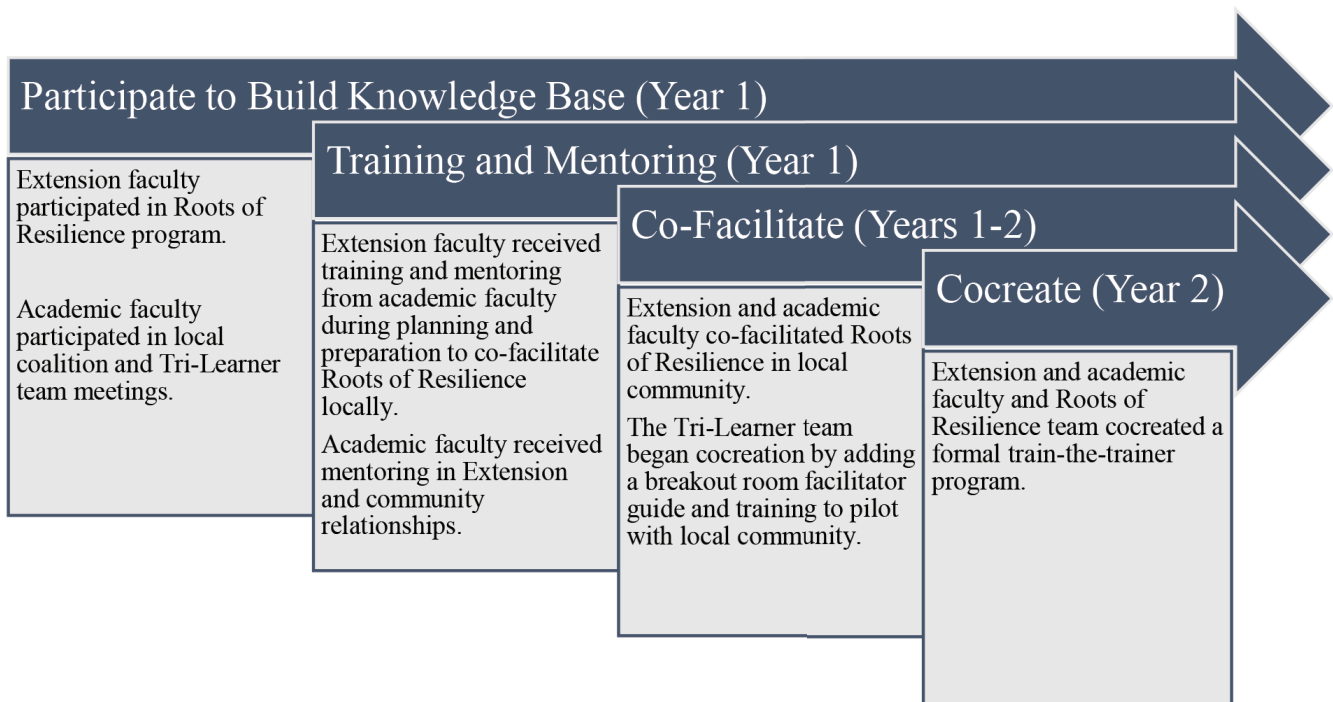 Participate to Build Knowledge Base (Year 1)
Extension faculty
participated in Roots of
Resilience program.
Academic faculty
participated in local
coalition and Tri-Learner
team meetings.
Training and Mentoring (Year 1)
Extension faculty received
training and mentoring
from academic faculty
during planning and
preparation to co-facilitate
Roots of Resilience
locally.
Academic faculty received
mentoring in Extension
and community
relationships.
Co-Facilitate (Years 1-2)
Extension and academic
faculty co-facilitated Roots
of Resilience in local
community.
The Tri-Learner team
began cocreation by adding
a breakout room facilitator
guide and training to pilot
with local community.
Cocreate (Year 2)
Extension and academic
faculty and Roots of
Resilience team cocreated a
formal train-the-trainer
program.